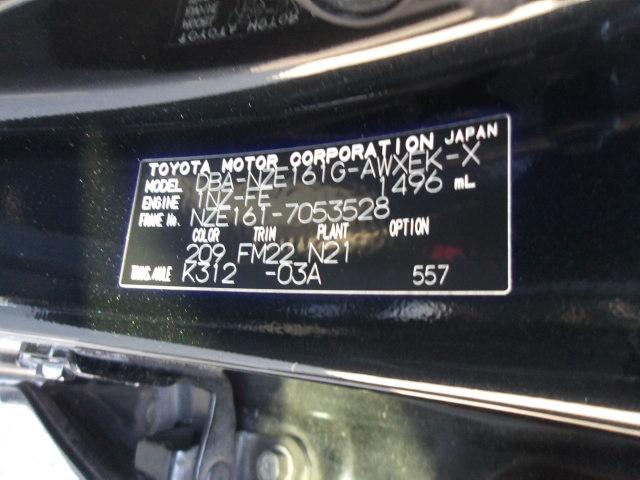 TOYOTA MOTOR CORPORATION JAPAN
MODEL DBA-NZE161G-AWXEK-X
ENGINE 1NZ-FE 1496 mL
FRAME No. NZE161-7053528
COLOR TRIM PLANT OPTION
209 FM22 N21
TRANS./AXLE K312 -03A 557